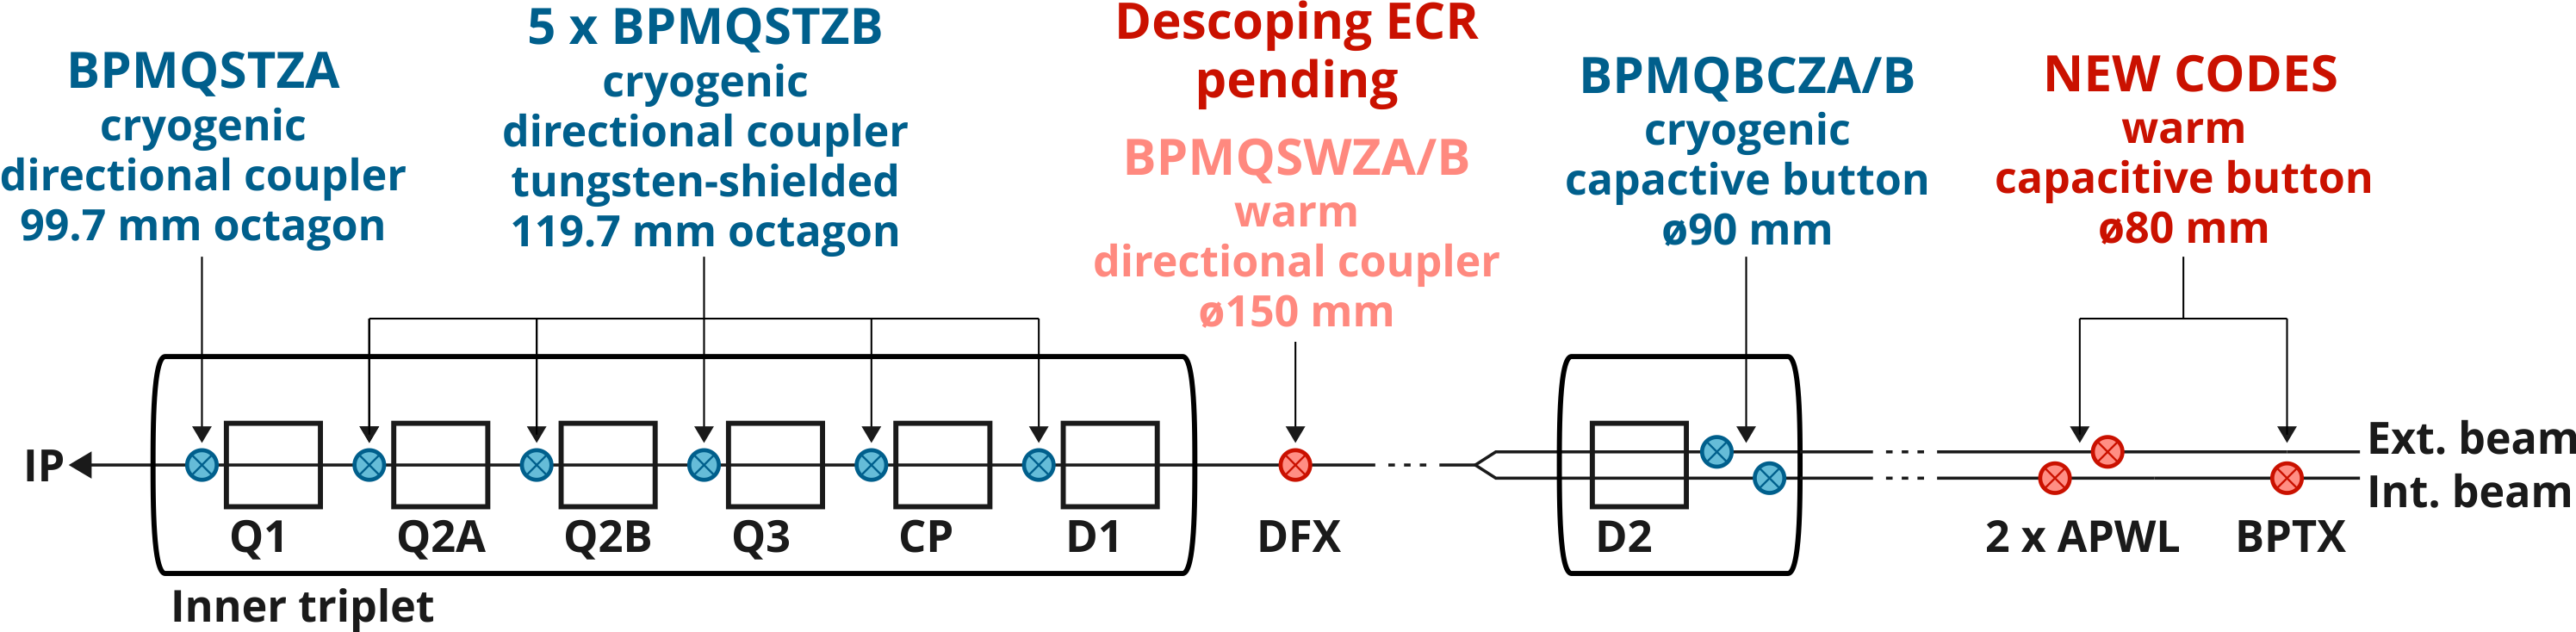 BPMQSTZA
cryogenic
directional coupler
99.7 mm octagon
5 x BPMQSTZB
cryogenic
directional coupler
tungsten-shielded
119.7 mm octagon
Descoping ECR
pending
BPMQSWZA/B
warm
directional coupler
ø150 mm
BPMQBCZA/B
cryogenic
capactive button
ø90 mm
NEW CODES
warm
capacitive button
ø80 mm
IP
Ext. beam
Int. beam
Q1
Q2A
Q2B
Q3
CP
D1
DFX
D2
2 x APWL
BPTX
Inner triplet